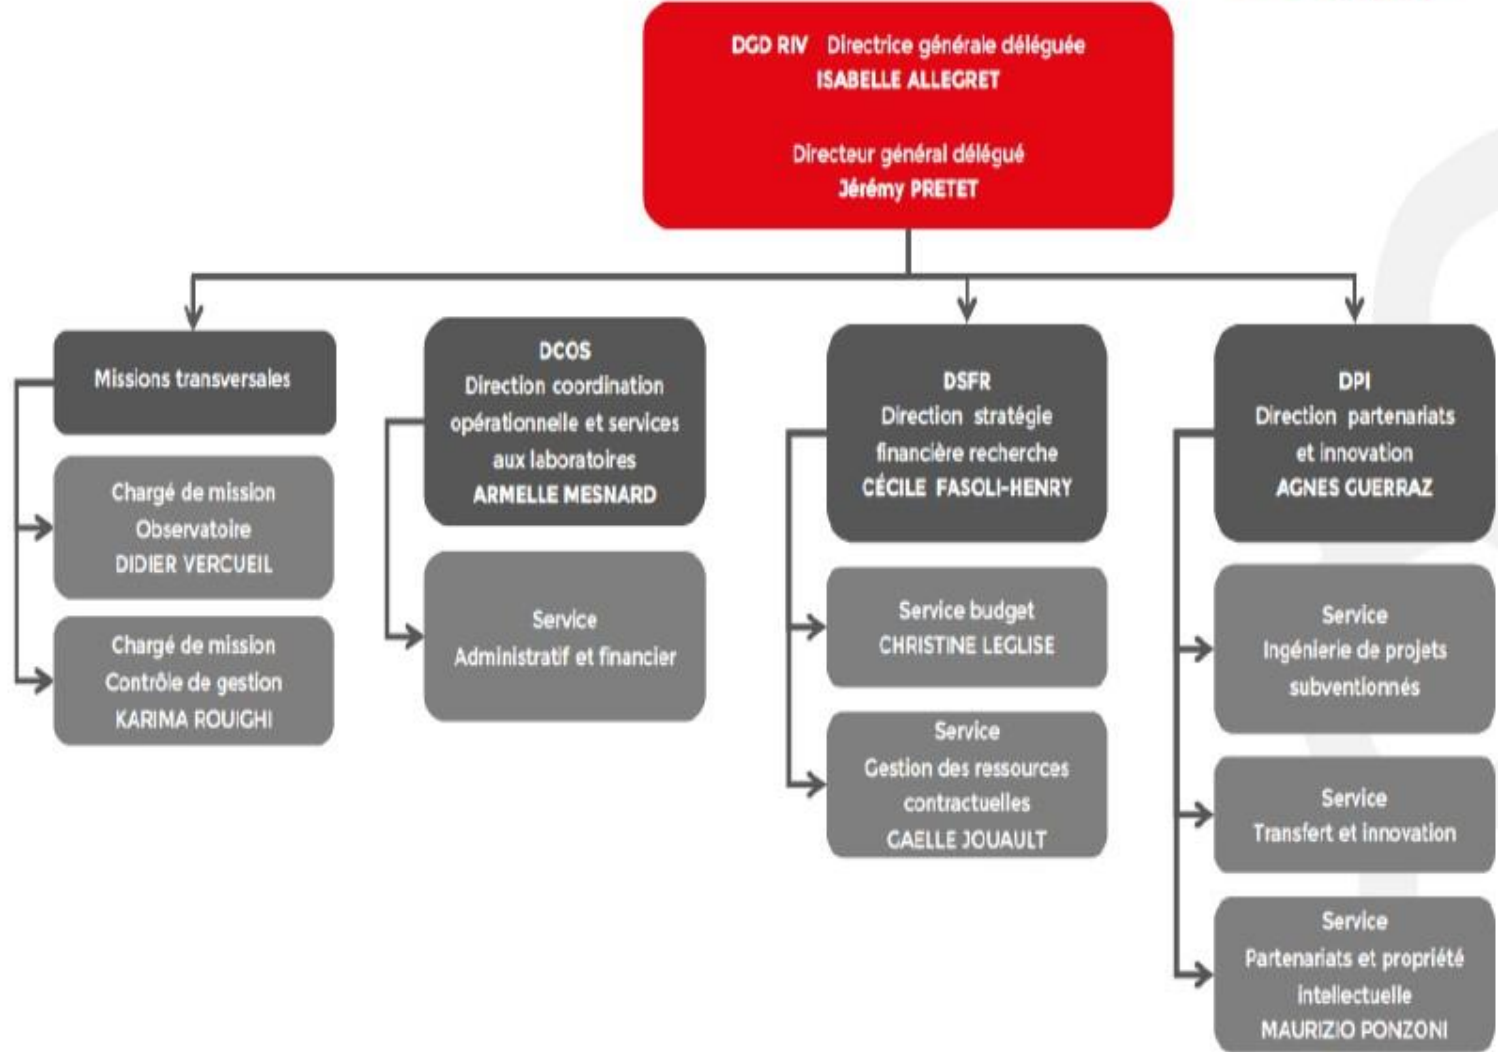 DGD RIV Directrice générale déléguée
ISABELLE ALLEGRET
Directeur général délégué
Jérémy PRETET
Missions transversales
Chargé de mission
Observatoire
DIDIER VERCUEIL
Chargé de mission
Contrôle de gestion
KARIMA ROUIGHI
DCOS
Direction coordination
opérationnelle et services
aux laboratoires
ARMELLE MESNARD
Service
Administratif et financier
DSFR
Direction stratégie
financière recherche
CÉCILE FASOLI-HENRY
Service budget
CHRISTINE LEGLISE
Service
Gestion des ressources
contractuelles
GAELLE JOUAULT
DPI
Direction partenariats
et innovation
AGNES GUERRAZ
Service
Ingénierie de projets
subventionnés
Service
Transfert et innovation
Service
Partenariats et propriété
intellectuelle
MAURIZIO PONZONI